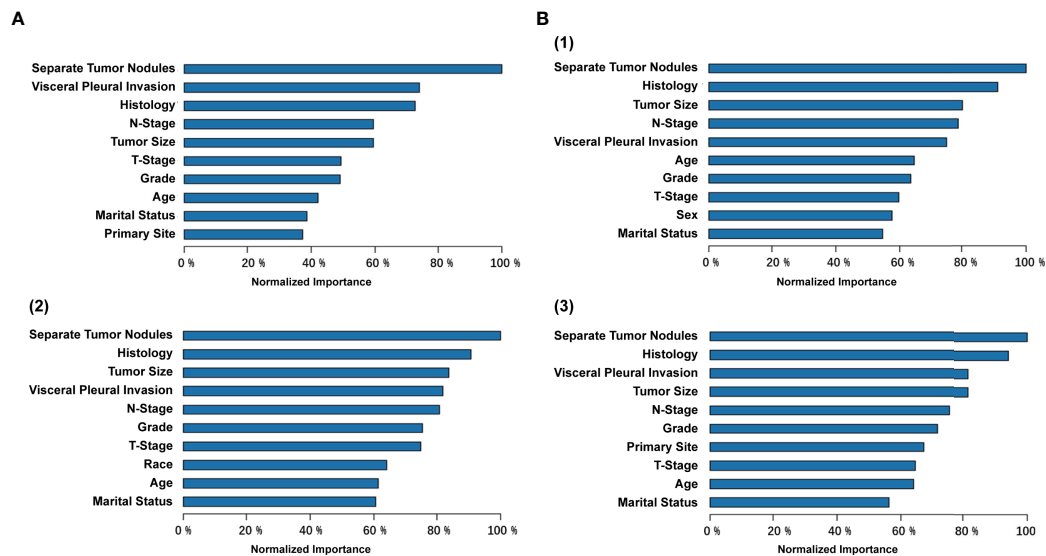 A
Separate Tumor Nodules
Visceral Pleural Invasion
Histology
N-Stage
Tumor Size
T-Stage
Grade
Age
Marital Status
Primary Site
0 % 20 % 40 % 60 % 80 % 100 %
Normalized Importance
B
(1)
Separate Tumor Nodules
Histology
Tumor Size
N-Stage
Visceral Pleural Invasion
Age
Grade
T-Stage
Sex
Marital Status
0 % 20 % 40 % 60 % 80 % 100 %
Normalized Importance
(2)
Separate Tumor Nodules
Histology
Tumor Size
Visceral Pleural Invasion
N-Stage
Grade
T-Stage
Race
Age
Marital Status
0 % 20 % 40 % 60 % 80 % 100 %
Normalized Importance
(3)
Separate Tumor Nodules
Histology
Visceral Pleural Invasion
Tumor Size
N-Stage
Grade
Primary Site
T-Stage
Age
Marital Status
0 % 20 % 40 % 60 % 80 % 100 %
Normalized Importance